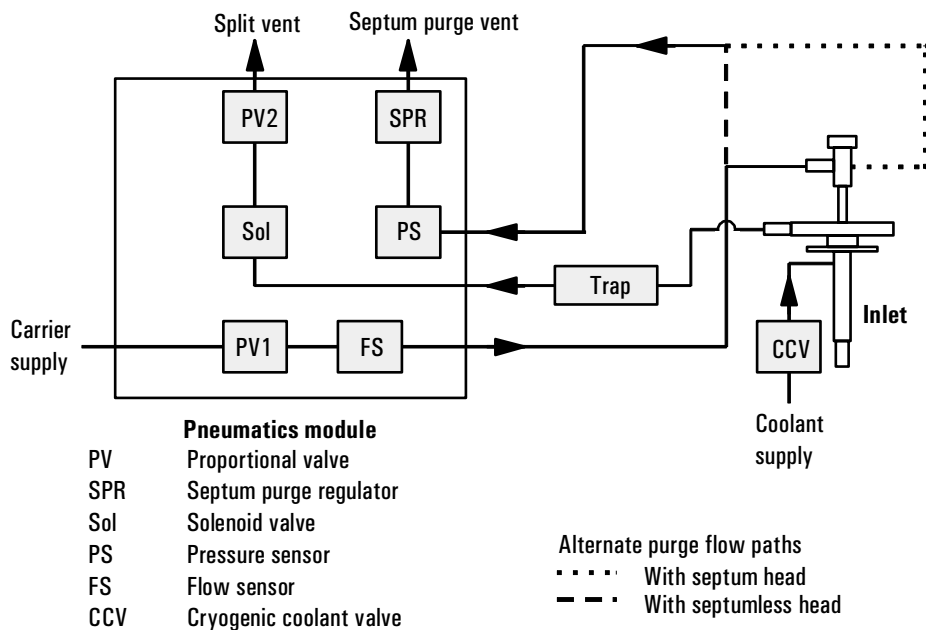 Split vent
Septum purge vent
PV2
SPR
Sol
PS
Trap
Inlet
Carrier
supply
PV1
FS
CCV
Coolant
supply
Pneumatics module
PV Proportional valve
SPR Septum purge regulator
Sol Solenoid valve
PS Pressure sensor
FS Flow sensor
CCV Cryogenic coolant valve
Alternate purge flow paths
With septum head
With septumless head